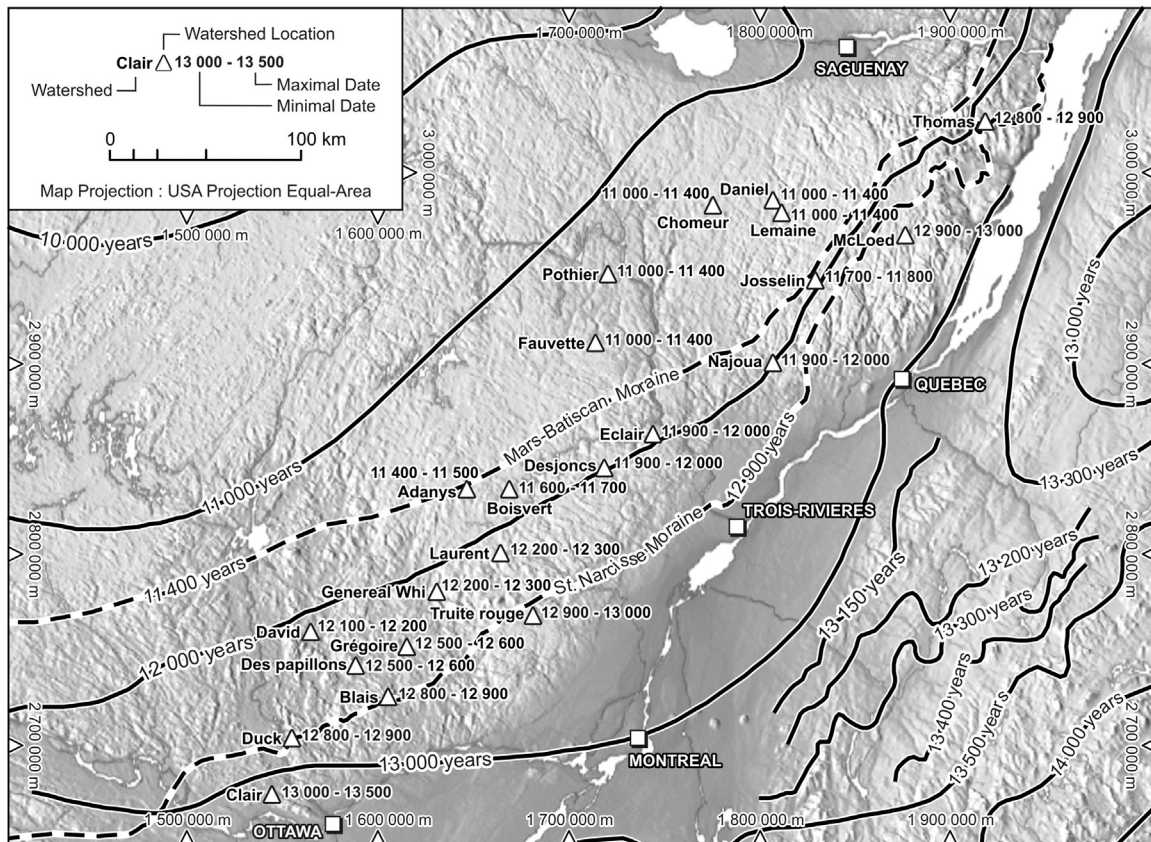 Watershed Location
Clair 13 000 - 13 500
Watershed
Maximal Date
Minimal Date
0 100 km
Map Projection : USA Projection Equal-Area
1 700 000 m
1 800 000 m
1 900 000 m
SAGUENAY
Thomas 12 800 - 12 900
3 000 000 m
3 000 000 m
1 500 000 m
1 600 000 m
10 000 years
11 000 - 11 400
Chomeur
Daniel 11 000 - 11 400
11 000 - 11 400
Lemaine
McLoed 12 900 - 13 000
Pothier 11 000 - 11 400
Josselin 11 700 - 11 800
13 000 years
2 900 000 m
Fauvette 11 000 - 11 400
Najoua 11 900 - 12 000
2 900 000 m
QUEBEC
Mars-Batiscan Moraine
Eclair 11 900 - 12 000
12 900 years
Desjoncs 11 900 - 12 000
13 300 years
11 000 years
11 400 - 11 500
Adanys
11 600 - 11 700
Boisvert
TROIS-RIVIERES
2 800 000 m
2 800 000 m
Laurent 12 200 - 12 300
St. Narcisse Moraine
13 200 years
11 400 years
Genereal Whi 12 200 - 12 300
Truite rouge 12 900 - 13 000
13 150 years
13 300 years
David 12 100 - 12 200
Grégoire 12 500 - 12 600
12 000 years
Des papillons 12 500 - 12 600
Blais 12 800 - 12 900
13 400 years
13 500 years
14 000 years
2 700 000 m
2 700 000 m
Duck 12 800 - 12 900
13 000 years
MONTREAL
Clair 13 000 - 13 500
OTTAWA
1 500 000 m
1 600 000 m
1 700 000 m
1 800 000 m
1 900 000 m